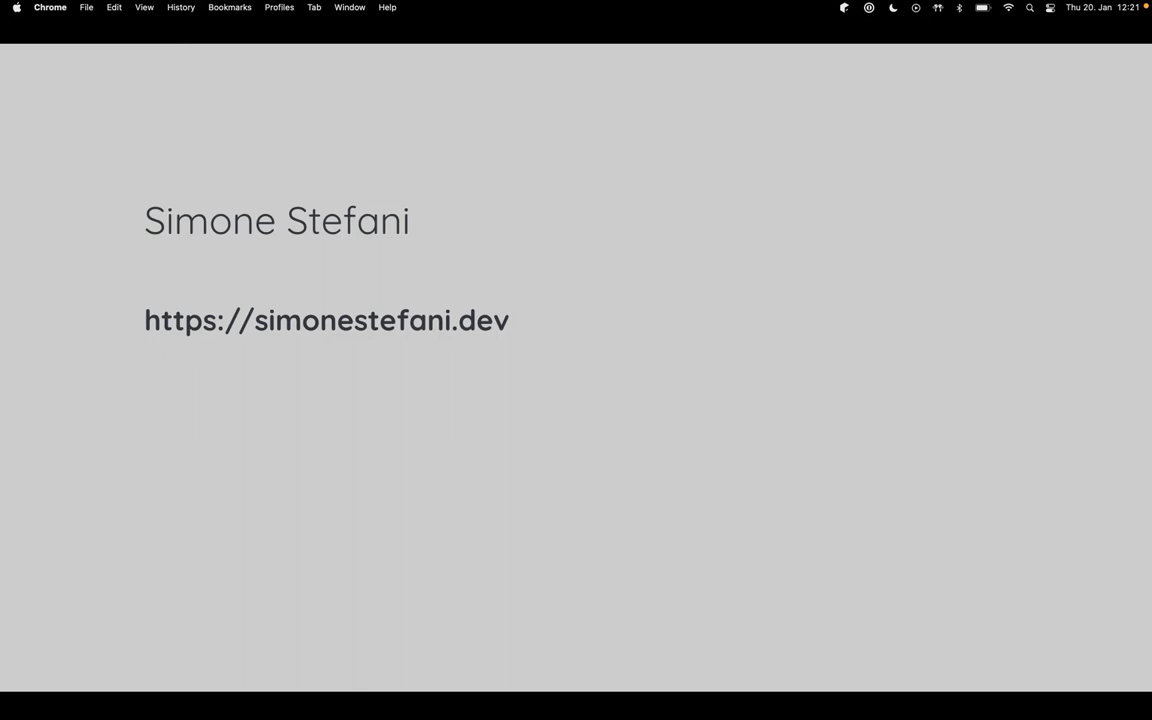 Chrome File Edit View History Bookmarks Profiles Tab Window Help Thu 20. Jan 12:21
Simone Stefani
https://simonestefani.dev